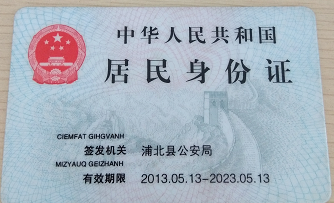 中华人民共和国
居民身份证
CIEMFAT GIHGVANH
签发机关 浦北县公安局
MIZYAUQ GEIZHANH
有效期限 2013.05.13-2023.05.13